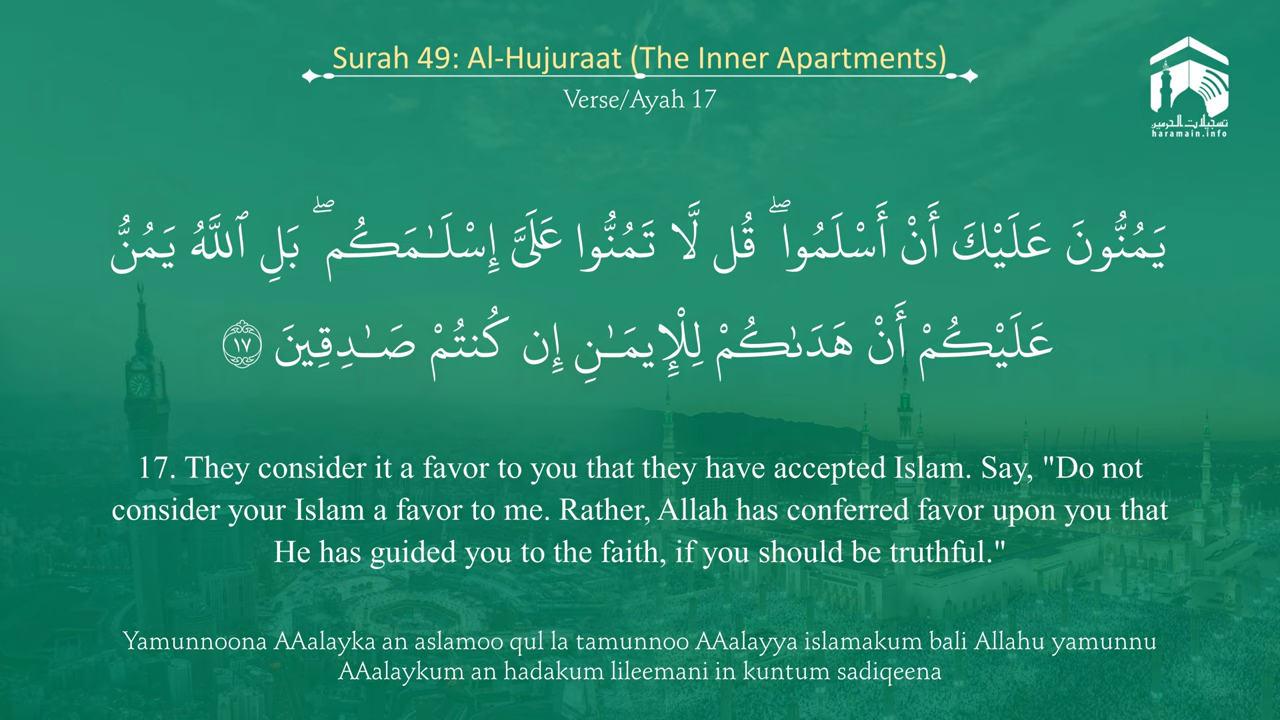 Surah 49: Al-Hujuraat (The Inner Apartments)
Verse/Ayah 17
تسجيلات الحرمين
haramain.info
يَمُنُّونَ عَلَيْكَ أَنْ أَسْلَمُوا۟ ۖ قُل لَّا تَمُنُّوا۟ عَلَىَّ إِسْلَـٰمَكُم ۖ بَلِ ٱللَّهُ يَمُنُّ
عَلَيْكُمْ أَنْ هَدَىٰكُمْ لِلْإِيمَـٰنِ إِن كُنتُمْ صَـٰدِقِينَ ١٧
17. They consider it a favor to you that they have accepted Islam. Say, "Do not
consider your Islam a favor to me. Rather, Allah has conferred favor upon you that
He has guided you to the faith, if you should be truthful."
Yamunnoona AAalayka an aslamoo qul la tamunnoo AAalayya islamakum bali Allahu yamunnu
AAalaykum an hadakum lileemani in kuntum sadiqeena